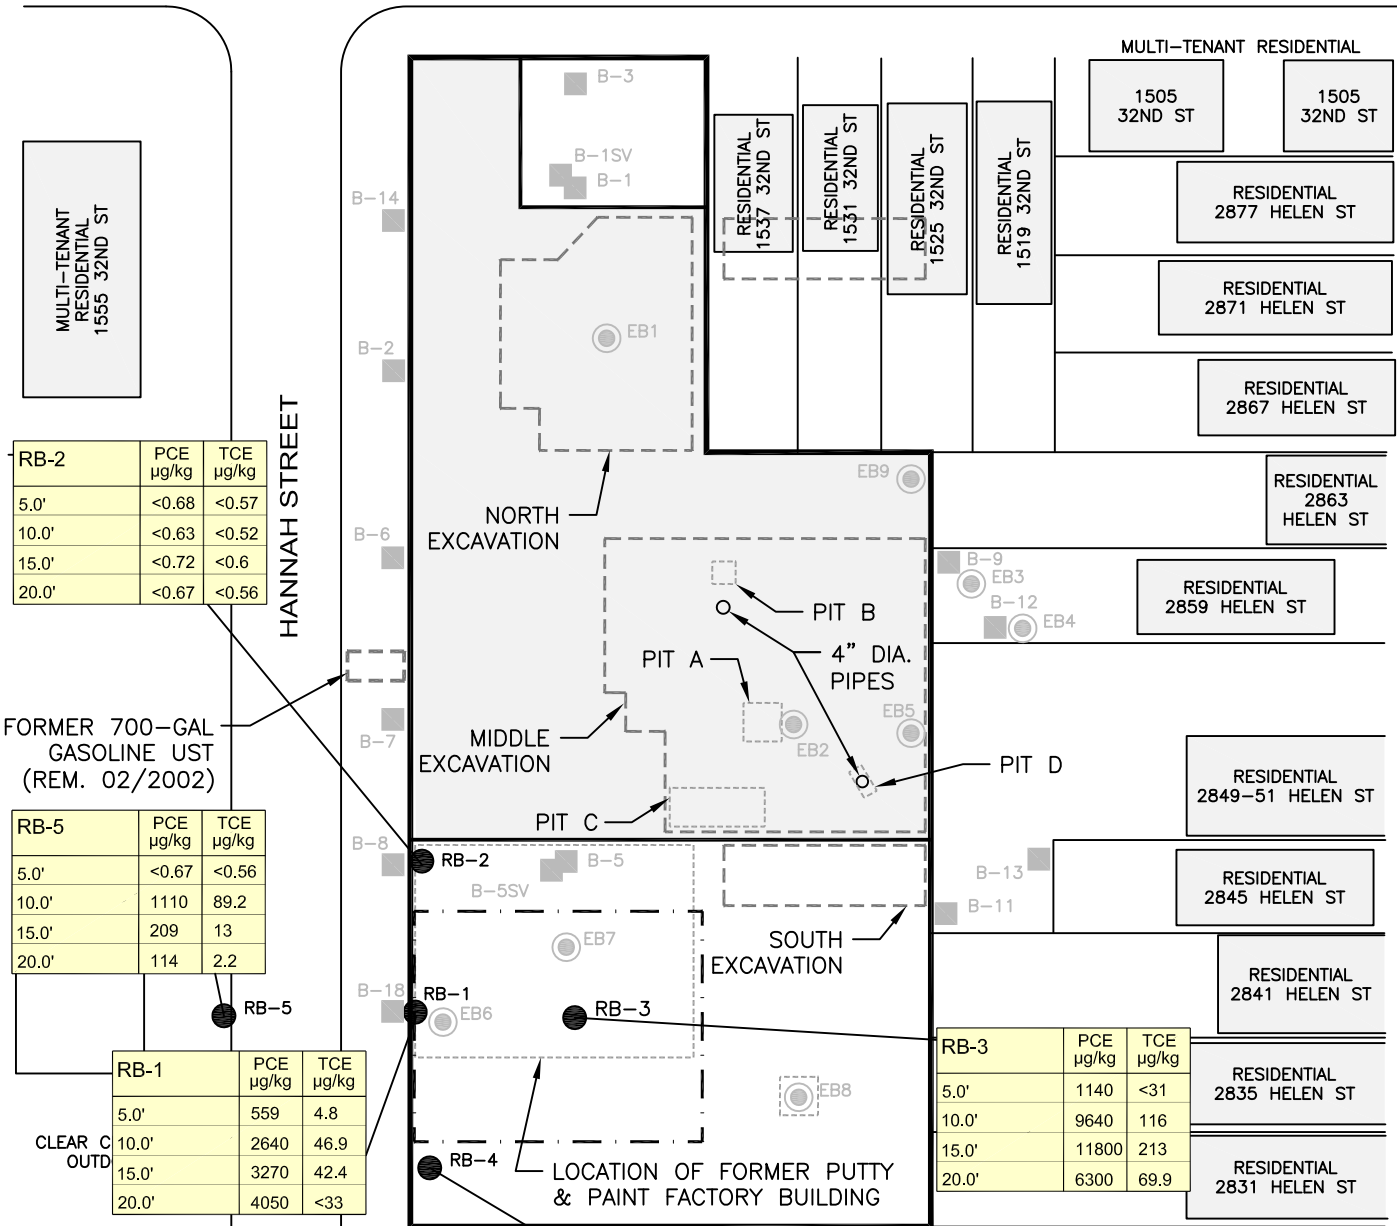 MULTI-TENANT RESIDENTIAL
1505
32ND ST
1505
32ND ST
B-3
B-1SV
B-1
B-14
RESIDENTIAL
1537 32ND ST
RESIDENTIAL
1531 32ND ST
RESIDENTIAL
1525 32ND ST
RESIDENTIAL
1519 32ND ST
RESIDENTIAL
2877 HELEN ST
MULTI-TENANT
RESIDENTIAL
1555 32ND ST
RESIDENTIAL
2871 HELEN ST
EB1
B-2
RESIDENTIAL
2867 HELEN ST
HANNAH STREET
RB-2 PCE µg/kg TCE µg/kg
5.0' <0.68 <0.57
10.0' <0.63 <0.52
15.0' <0.72 <0.6
20.0' <0.67 <0.56
NORTH
EXCAVATION
EB9
RESIDENTIAL
2863
HELEN ST
B-6
B-9
EB3
B-12
EB4
RESIDENTIAL
2859 HELEN ST
PIT B
4" DIA.
PIPES
PIT A
FORMER 700-GAL
GASOLINE UST
(REM. 02/2002)
B-7
MIDDLE
EXCAVATION
EB2
EB5
PIT D
PIT C
RESIDENTIAL
2849-51 HELEN ST
RB-5 PCE µg/kg TCE µg/kg
5.0' <0.67 <0.56
10.0' 1110 89.2
15.0' 209 13
20.0' 114 2.2
B-8
RB-2
B-5
B-5SV
B-13
B-11
RESIDENTIAL
2845 HELEN ST
EB7
SOUTH
EXCAVATION
RESIDENTIAL
2841 HELEN ST
B-18
RB-1
EB6
RB-3
RB-5
RB-1 PCE µg/kg TCE µg/kg
5.0' 559 4.8
10.0' 2640 46.9
15.0' 3270 42.4
20.0' 4050 <33
RB-3 PCE µg/kg TCE µg/kg
5.0' 1140 <31
10.0' 9640 116
15.0' 11800 213
20.0' 6300 69.9
EB8
RESIDENTIAL
2835 HELEN ST
CLEAR C
OUTD
RB-4
LOCATION OF FORMER PUTTY
& PAINT FACTORY BUILDING
RESIDENTIAL
2831 HELEN ST